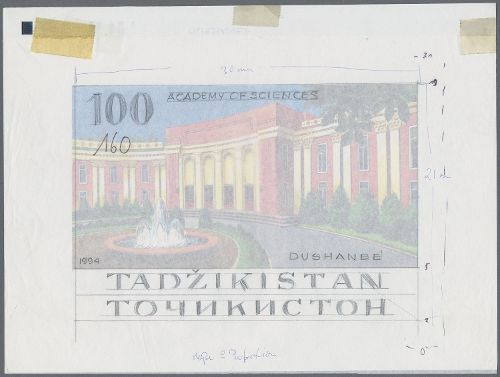 ACADEMY OF SCIENCES
100
160
1994
DUSHANBE
TADŽIKISTAN
ТОЧИКИСТОН